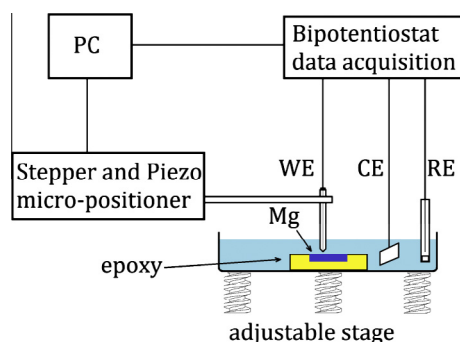 PC
Bipotentiostat
data acquisition
Stepper and Piezo
micro-positioner
WE
CE
RE
Mg
epoxy
adjustable stage